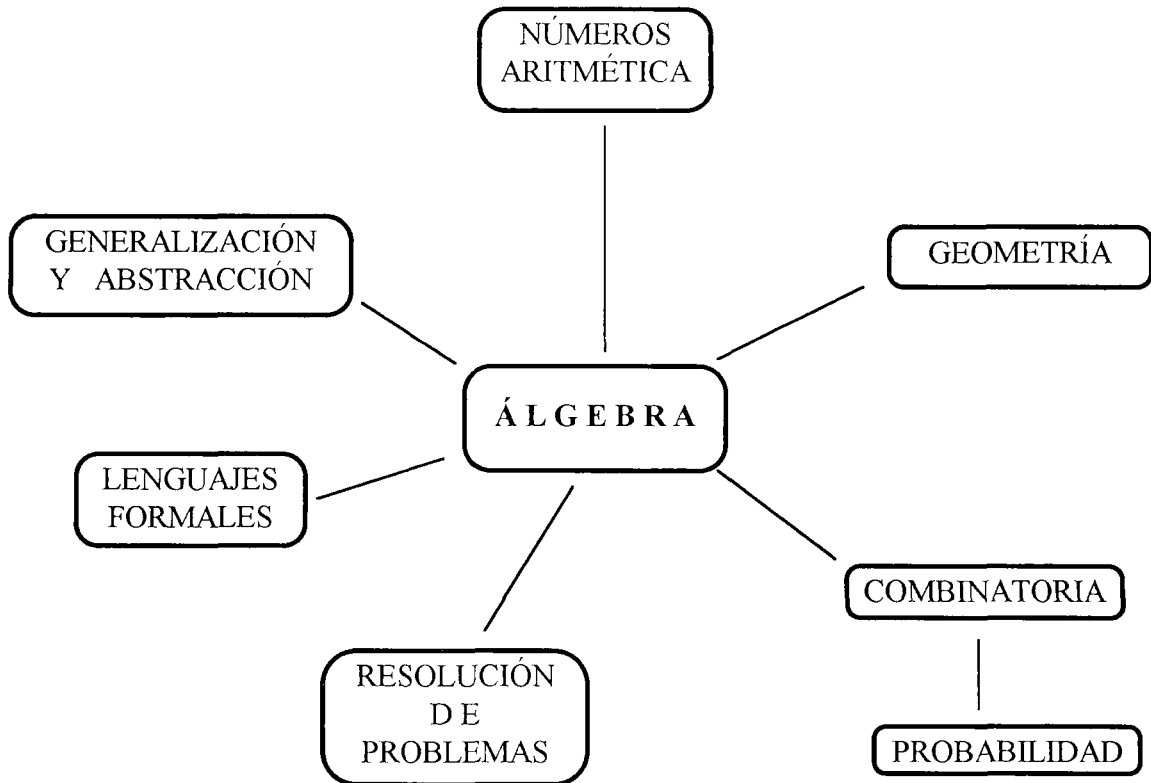 NÚMEROS
ARITMÉTICA
GENERALIZACIÓN
Y ABSTRACCIÓN
GEOMETRÍA
ÁLGEBRA
LENGUAJES
FORMALES
COMBINATORIA
RESOLUCIÓN
DE
PROBLEMAS
PROBABILIDAD